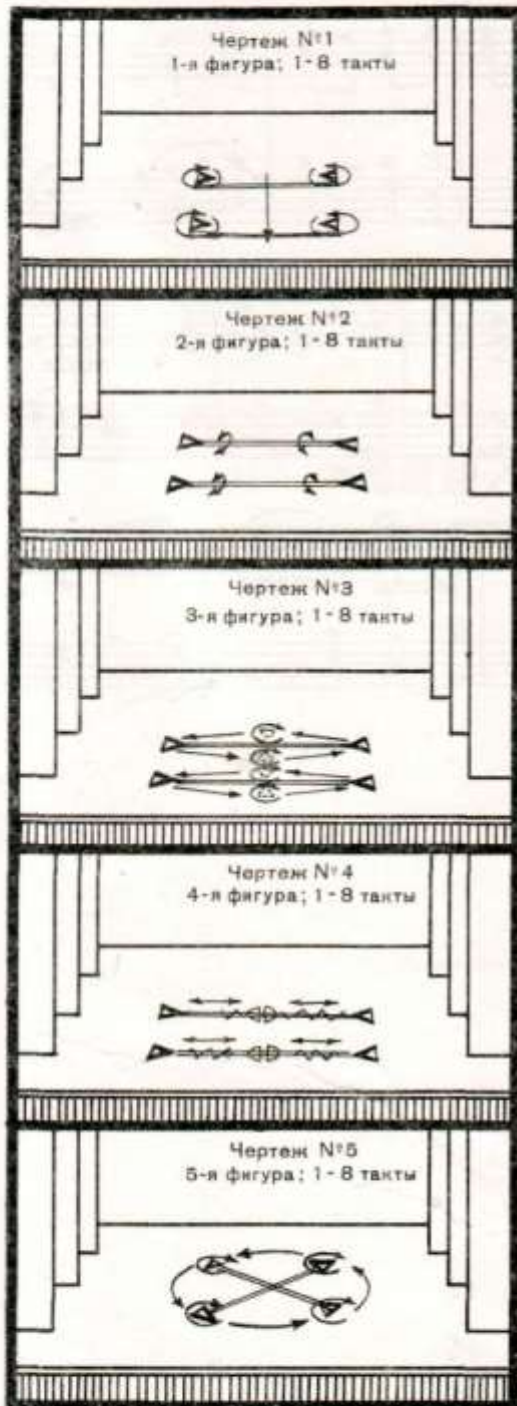 Чертеж №1
1-я фигура; 1-8 такты
Чертеж №2
2-я фигура; 1-8 такты
Чертеж №3
3-я фигура; 1-8 такты
Чертеж №4
4-я фигура; 1-8 такты
Чертеж №5
5-я фигура; 1-8 такты